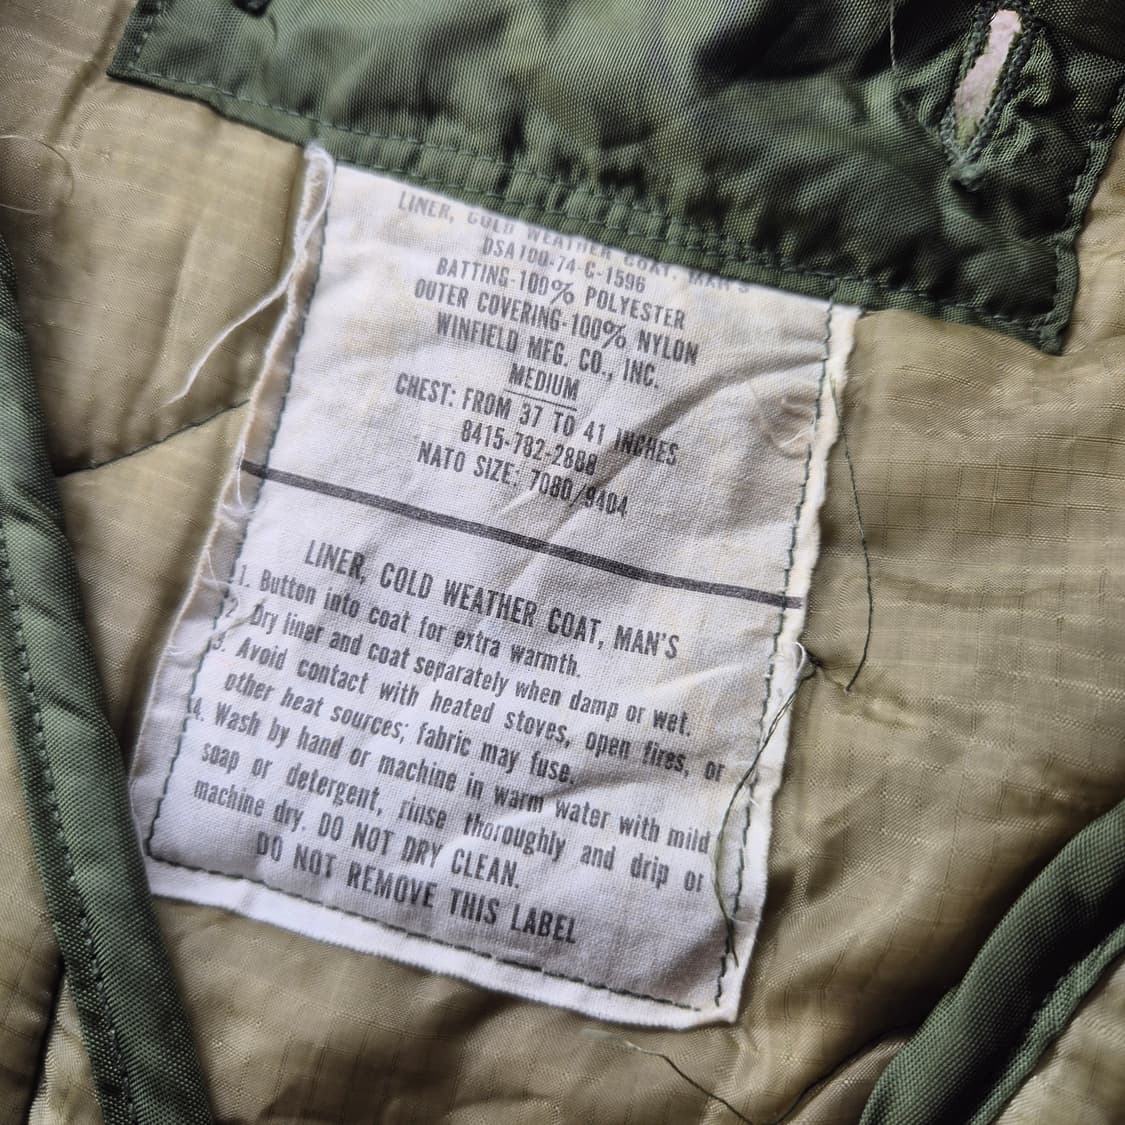 LINER, COLD WEATHER COAT, MAN'S
DSA100-74-C-1596
BATTING-100% POLYESTER
OUTER COVERING-100% NYLON
WINFIELD MFG. CO., INC.
MEDIUM
CHEST: FROM 37 TO 41 INCHES
8415-782-2888
NATO SIZE: 7080/9404
LINER, COLD WEATHER COAT, MAN'S
1. Button into coat for extra warmth.
2. Dry liner and coat separately when damp or wet.
3. Avoid contact with heated stoves, open fires, or
other heat sources; fabric may fuse.
4. Wash by hand or machine in warm water with mild
soap or detergent, rinse thoroughly and drip or
machine dry. DO NOT DRY CLEAN.
DO NOT REMOVE THIS LABEL